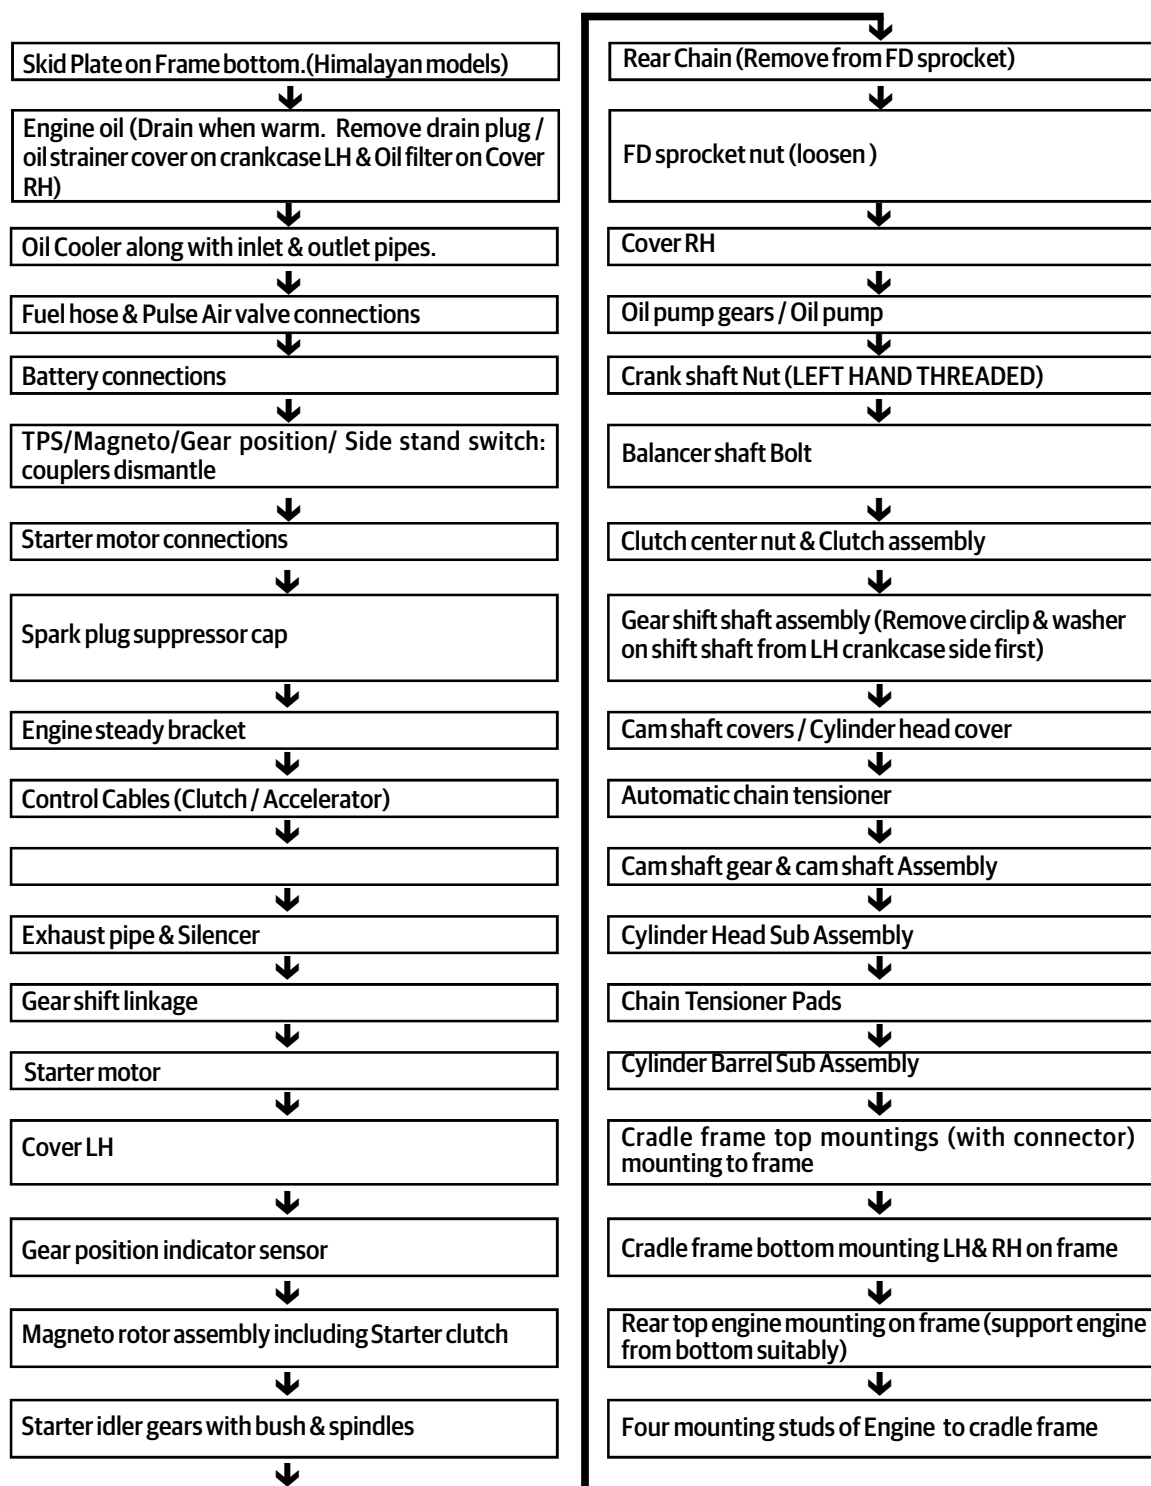 Skid Plate on Frame bottom.(Himalayan models)
Engine oil (Drain when warm. Remove drain plug /
oil strainer cover on crankcase LH & Oil filter on Cover
RH)
Oil Cooler along with inlet & outlet pipes.
Fuel hose & Pulse Air valve connections
Battery connections
TPS/Magneto/Gear position/ Side stand switch:
couplers dismantle
Starter motor connections
Spark plug suppressor cap
Engine steady bracket
Control Cables (Clutch / Accelerator)
Exhaust pipe & Silencer
Gear shift linkage
Starter motor
Cover LH
Gear position indicator sensor
Magneto rotor assembly including Starter clutch
Starter idler gears with bush & spindles
Rear Chain (Remove from FD sprocket)
FD sprocket nut (loosen )
Cover RH
Oil pump gears / Oil pump
Crank shaft Nut (LEFT HAND THREADED)
Balancer shaft Bolt
Clutch center nut & Clutch assembly
Gear shift shaft assembly (Remove circlip & washer
on shift shaft from LH crankcase side first)
Cam shaft covers / Cylinder head cover
Automatic chain tensioner
Cam shaft gear & cam shaft Assembly
Cylinder Head Sub Assembly
Chain Tensioner Pads
Cylinder Barrel Sub Assembly
Cradle frame top mountings (with connector)
mounting to frame
Cradle frame bottom mounting LH& RH on frame
Rear top engine mounting on frame (support engine
from bottom suitably)
Four mounting studs of Engine to cradle frame